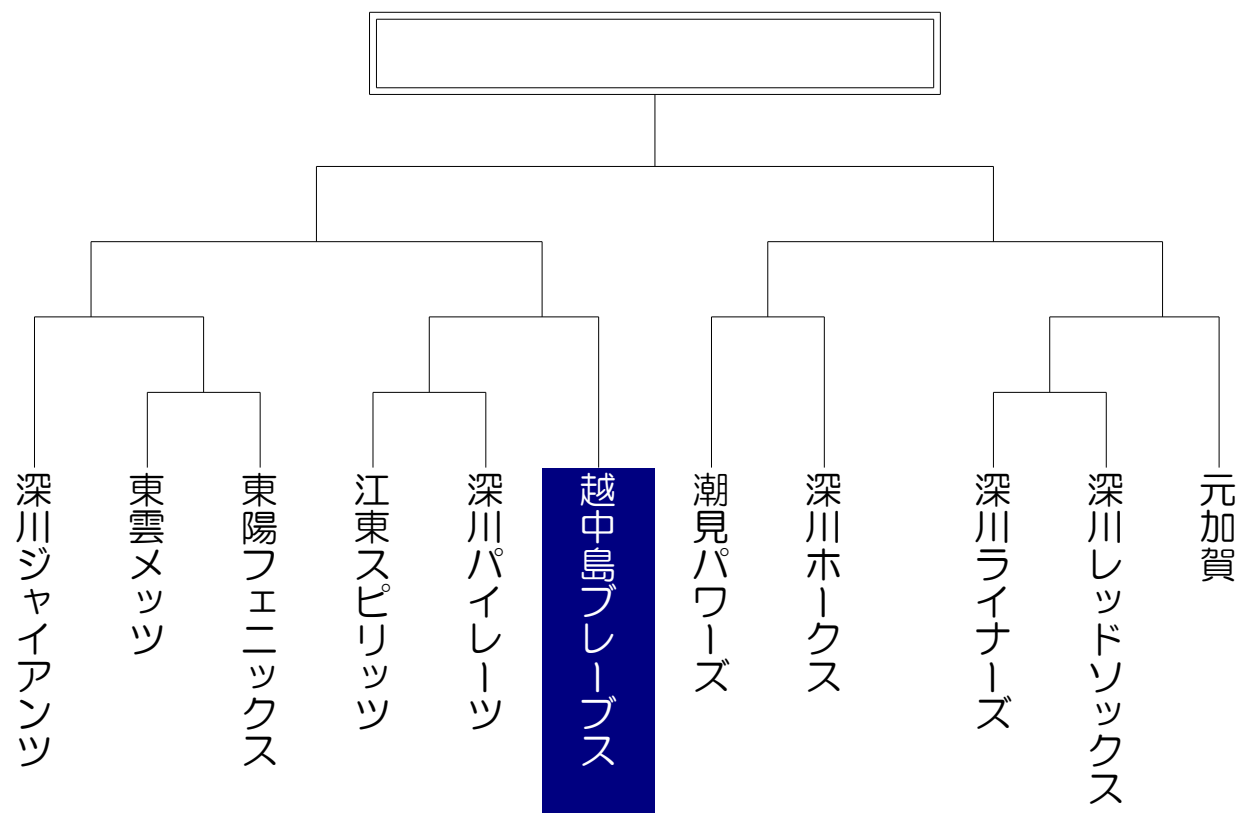 深川ジャイアンツ
東雲メッツ
東陽フェニックス
江東スピリッツ
深川パイレーツ
越中島ブレーブス
潮見パワーズ
深川ホークス
深川ライナーズ
深川レッドソックス
元加賀